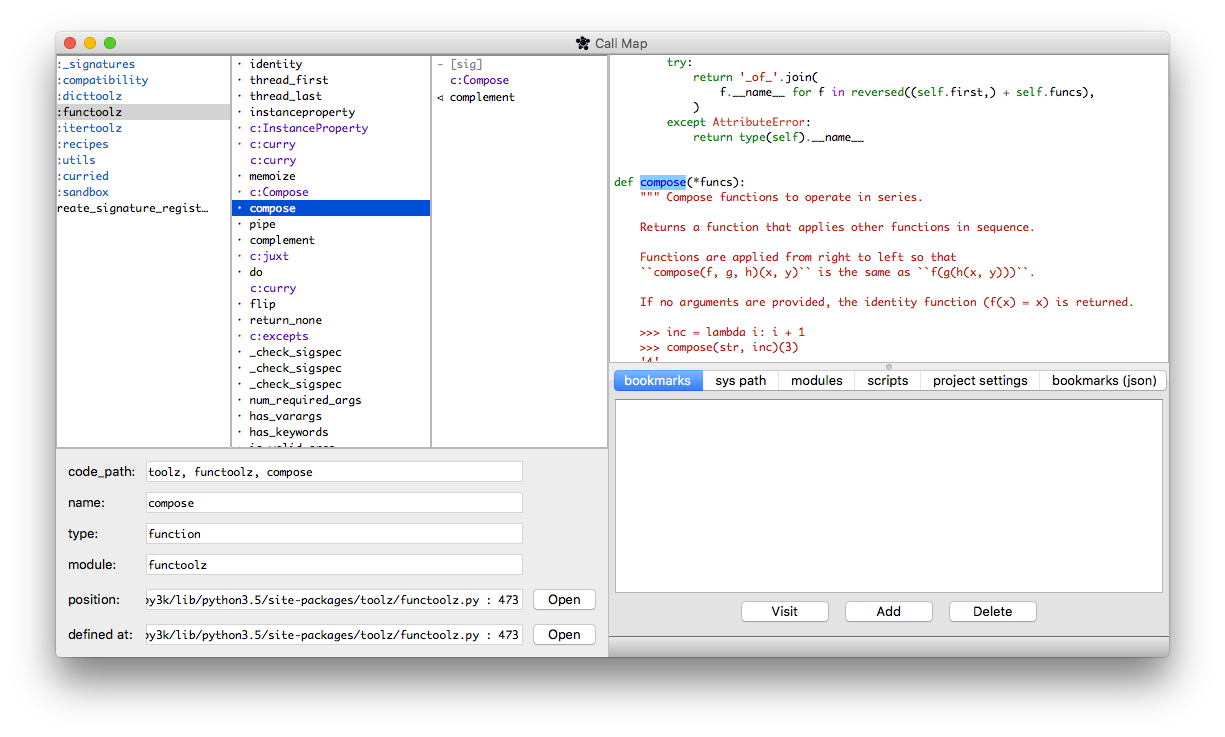 Call Map
:_signatures
:compatibility
:dicttoolz
:functoolz
:itertoolz
:recipes
:utils
:curried
:sandbox
reate_signature_regist…
· identity
· thread_first
· thread_last
· instanceproperty
· c:InstanceProperty
· c:curry
c:curry
· memoize
· c:Compose
· compose
· pipe
· complement
· c:juxt
· do
c:curry
· flip
· return_none
· c:excepts
· _check_sigspec
· _check_sigspec
· _check_sigspec
· num_required_args
· has_varargs
· has_keywords
- [sig]
c:Compose
◃ complement
try:
return '_of_'.join(
f.__name__ for f in reversed((self.first,) + self.funcs),
)
except AttributeError:
return type(self).__name__
def compose(*funcs):
""" Compose functions to operate in series.
Returns a function that applies other functions in sequence.
Functions are applied from right to left so that
``compose(f, g, h)(x, y)`` is the same as ``f(g(h(x, y)))``.
If no arguments are provided, the identity function (f(x) = x) is returned.
>>> inc = lambda i: i + 1
>>> compose(str, inc)(3)
'4'
bookmarks sys path modules scripts project settings bookmarks (json)
Visit Add Delete
code_path: toolz, functoolz, compose
name: compose
type: function
module: functoolz
position: py3k/lib/python3.5/site-packages/toolz/functoolz.py : 473 Open
defined at: py3k/lib/python3.5/site-packages/toolz/functoolz.py : 473 Open